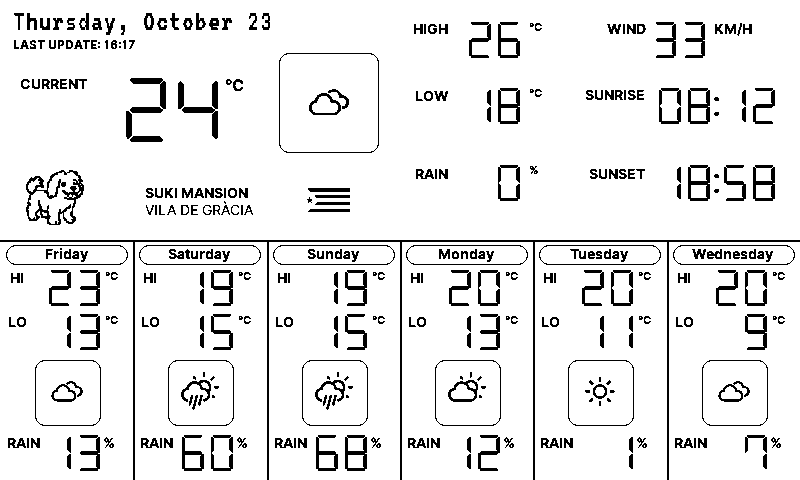 Thursday, October 23
LAST UPDATE: 16:17
CURRENT 24 °C
HIGH 26 °C
WIND 33 KM/H
LOW 18 °C
SUNRISE 08:12
RAIN 0 %
SUNSET 18:58
SUKI MANSION
VILA DE GRÀCIA
Friday
HI 23 °C
LO 13 °C
RAIN 13 %
Saturday
HI 19 °C
LO 15 °C
RAIN 60 %
Sunday
HI 19 °C
LO 15 °C
RAIN 68 %
Monday
HI 20 °C
LO 13 °C
RAIN 12 %
Tuesday
HI 20 °C
LO 11 °C
RAIN 1 %
Wednesday
HI 20 °C
LO 9 °C
RAIN 7 %